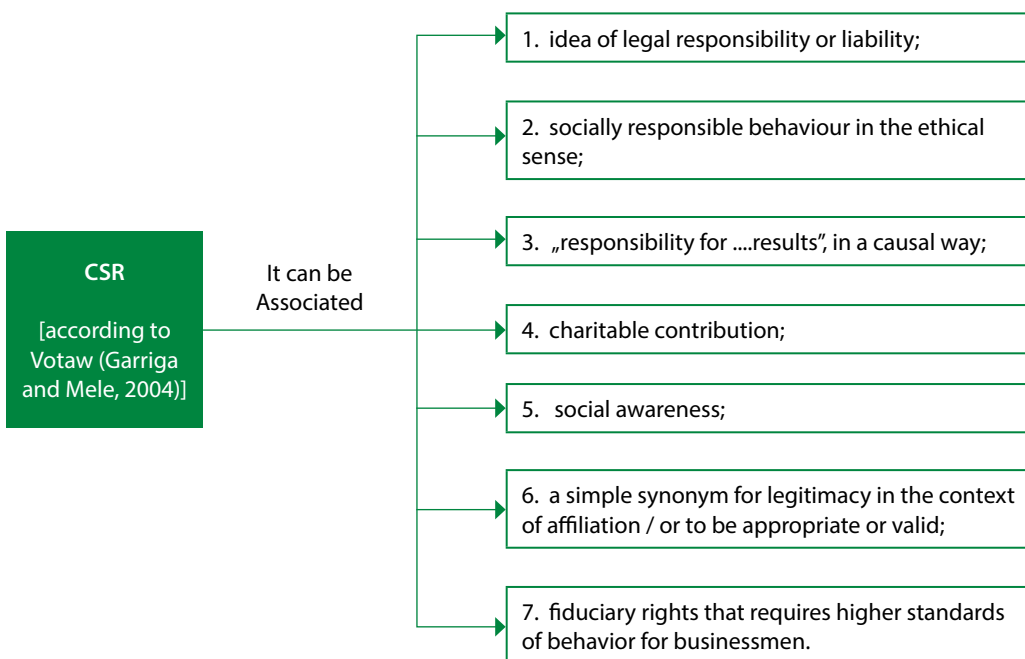 CSR
[according to
Votaw (Garriga
and Mele, 2004)]
It can be
Associated
1. idea of legal responsibility or liability;
2. socially responsible behaviour in the ethical
sense;
3. „responsibility for ....results”, in a causal way;
4. charitable contribution;
5. social awareness;
6. a simple synonym for legitimacy in the context
of affiliation / or to be appropriate or valid;
7. fiduciary rights that requires higher standards
of behavior for businessmen.